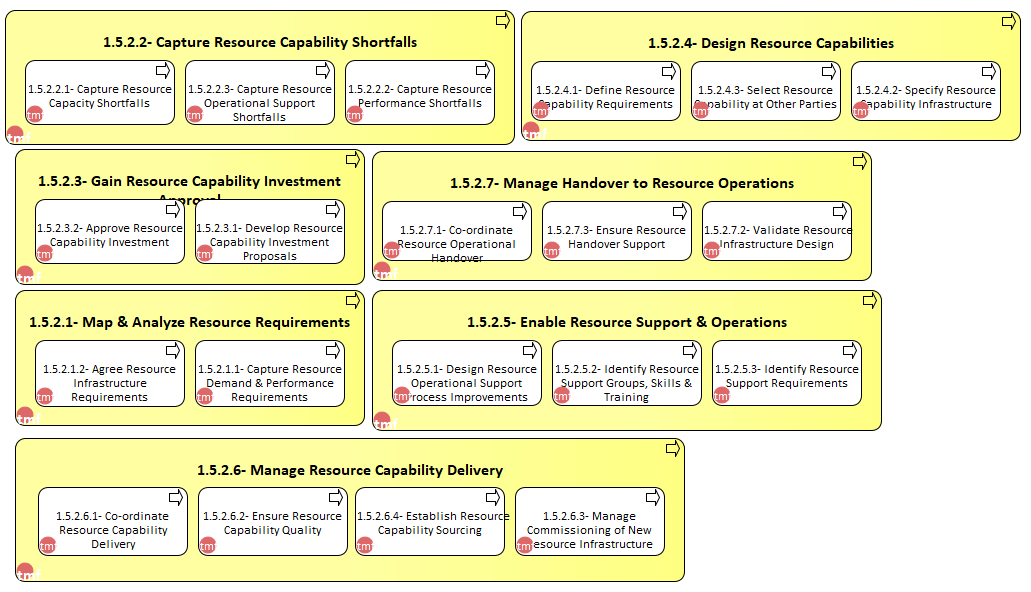 1.5.2.2- Capture Resource Capability Shortfalls
1.5.2.2.1- Capture Resource
Capacity Shortfalls
tmf
1.5.2.2.3- Capture Resource
Operational Support
Shortfalls
tmf
1.5.2.2.2- Capture Resource
Performance Shortfalls
tmf
tmf
1.5.2.4- Design Resource Capabilities
1.5.2.4.1- Define Resource
Capability Requirements
tmf
1.5.2.4.3- Select Resource
Capability at Other Parties
tmf
1.5.2.4.2- Specify Resource
Capability Infrastructure
tmf
tmf
1.5.2.3- Gain Resource Capability Investment
Approval
1.5.2.3.2- Approve Resource
Capability Investment
tmf
1.5.2.3.1- Develop Resource
Capability Investment
Proposals
tmf
tmf
1.5.2.7- Manage Handover to Resource Operations
1.5.2.7.1- Co-ordinate
Resource Operational
Handover
tmf
1.5.2.7.3- Ensure Resource
Handover Support
tmf
1.5.2.7.2- Validate Resource
Infrastructure Design
tmf
tmf
1.5.2.1- Map & Analyze Resource Requirements
1.5.2.1.2- Agree Resource
Infrastructure
Requirements
tmf
1.5.2.1.1- Capture Resource
Demand & Performance
Requirements
tmf
tmf
1.5.2.5- Enable Resource Support & Operations
1.5.2.5.1- Design Resource
Operational Support
Process Improvements
tmf
1.5.2.5.2- Identify Resource
Support Groups, Skills &
Training
tmf
1.5.2.5.3- Identify Resource
Support Requirements
tmf
tmf
1.5.2.6- Manage Resource Capability Delivery
1.5.2.6.1- Co-ordinate
Resource Capability
Delivery
tmf
1.5.2.6.2- Ensure Resource
Capability Quality
tmf
1.5.2.6.4- Establish Resource
Capability Sourcing
tmf
1.5.2.6.3- Manage
Commissioning of New
Resource Infrastructure
tmf
tmf